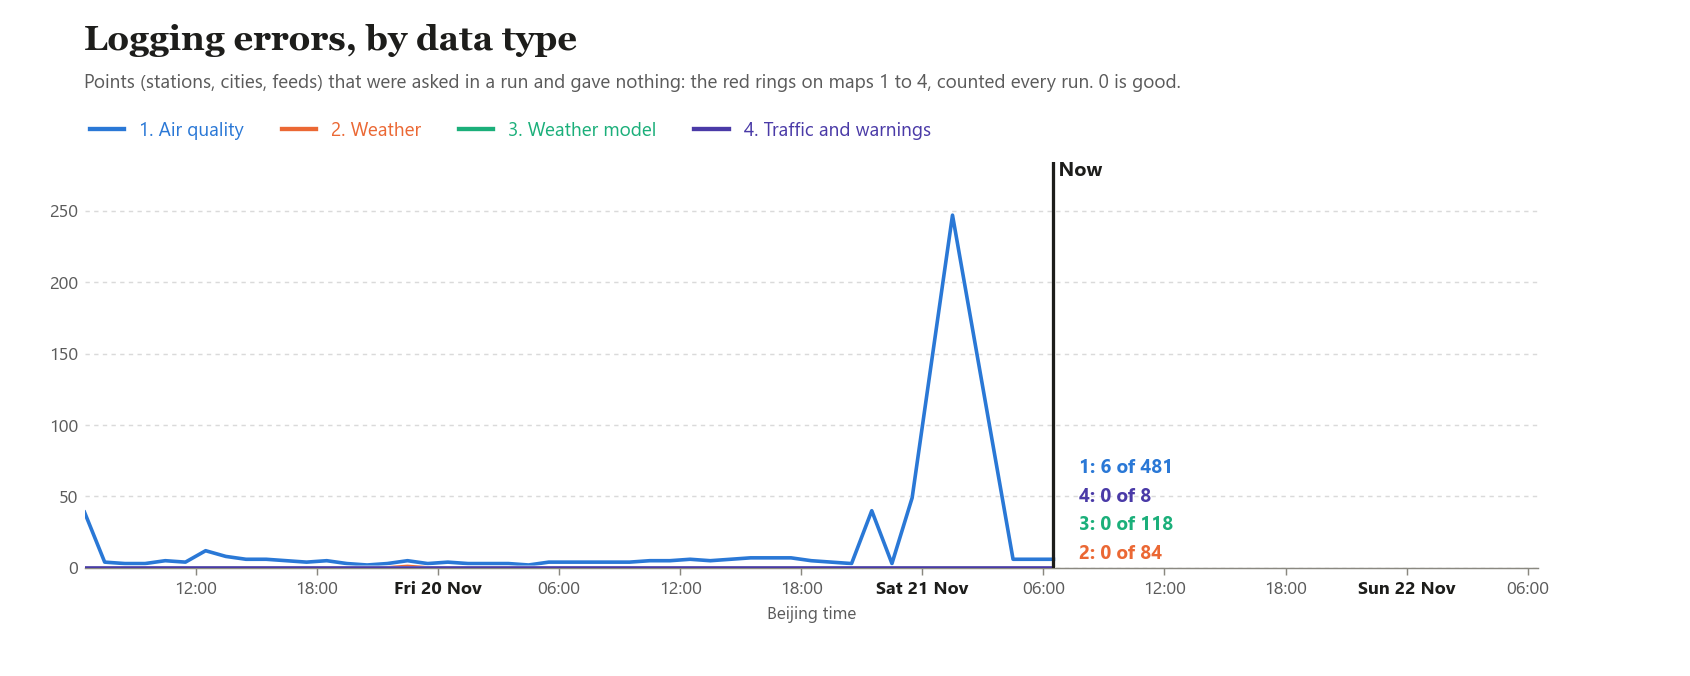 Logging errors, by data type
Points (stations, cities, feeds) that were asked in a run and gave nothing: the red rings on maps 1 to 4, counted every run. 0 is good.
1. Air quality 2. Weather 3. Weather model 4. Traffic and warnings
Now
250
200
150
100
1: 6 of 481
50
4: 0 of 8
3: 0 of 118
2: 0 of 84
0
12:00 18:00 Fri 20 Nov 06:00 12:00 18:00 Sat 21 Nov 06:00 12:00 18:00 Sun 22 Nov 06:00
Beijing time